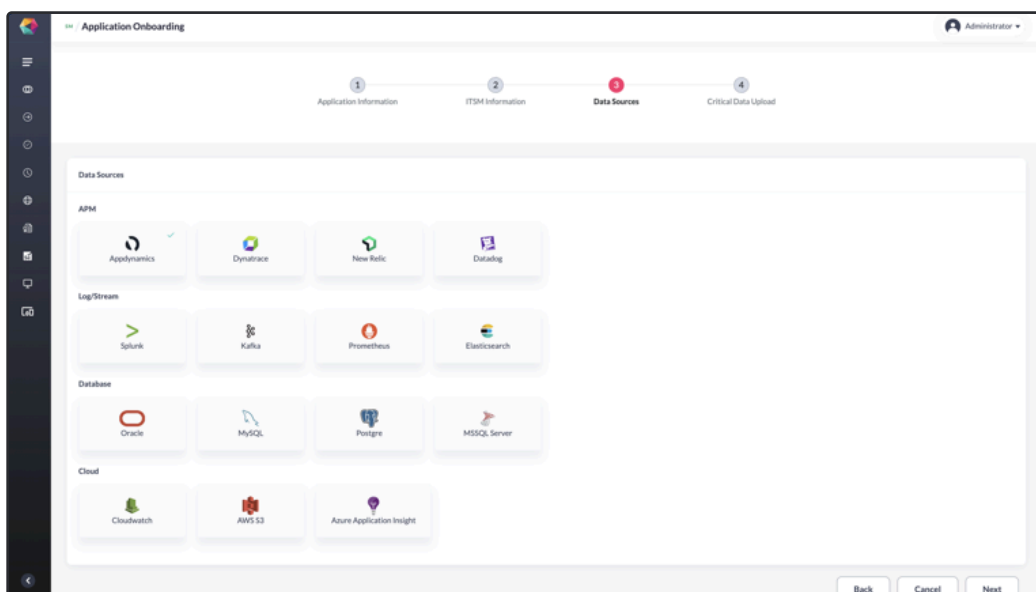 / Application Onboarding
Administrator
1
2
3
4
Application Information
ITSM Information
Data Sources
Critical Data Upload
Data Sources
APM
Appdynamics
Dynatrace
New Relic
Datadog
Log/Stream
Splunk
Kafka
Prometheus
Elasticsearch
Database
Oracle
MySQL
Postgre
MSSQL Server
Cloud
Cloudwatch
AWS S3
Azure Application Insight
Back
Cancel
Next